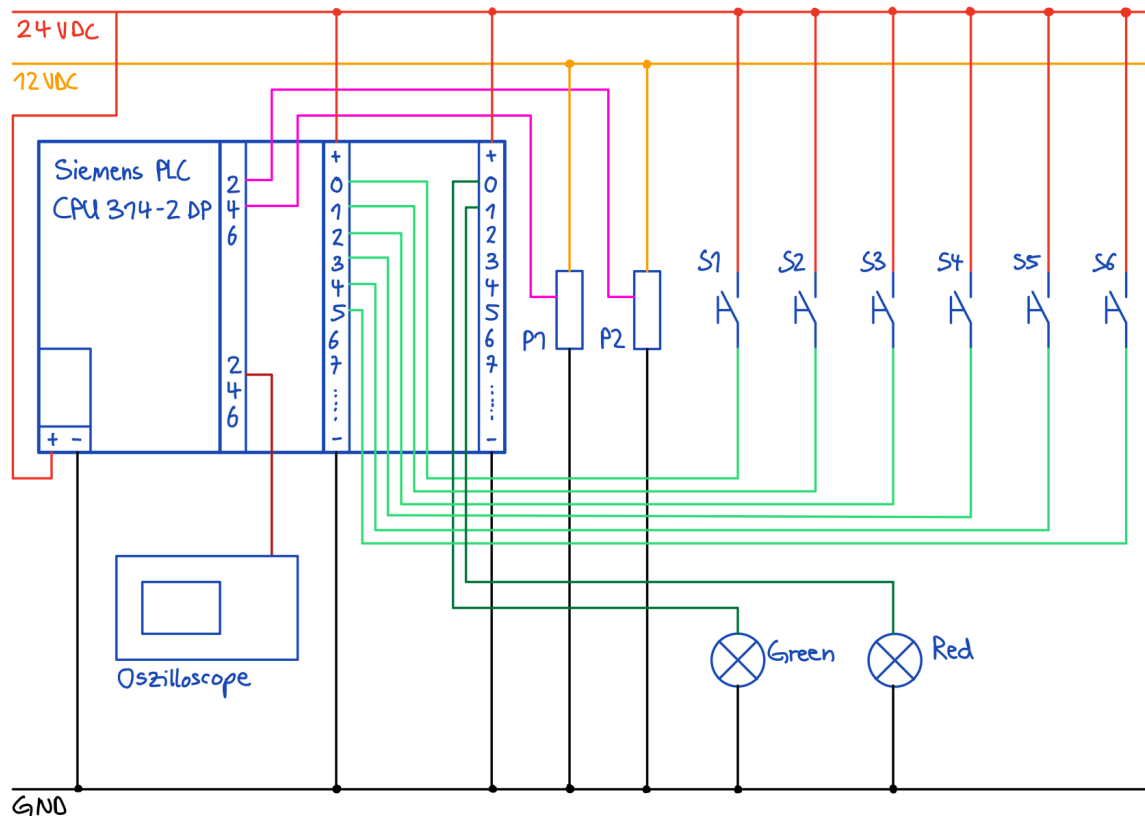 24 VDC
12 VDC
Siemens PLC
CPU 314-2 DP
2
4
6
2
4
6
+ -
+
0
1
2
3
4
5
6
7
......
-
+
0
1
2
3
4
5
6
7
......
-
P1
P2
S1
S2
S3
S4
S5
S6
Oszilloscope
Green
Red
GND